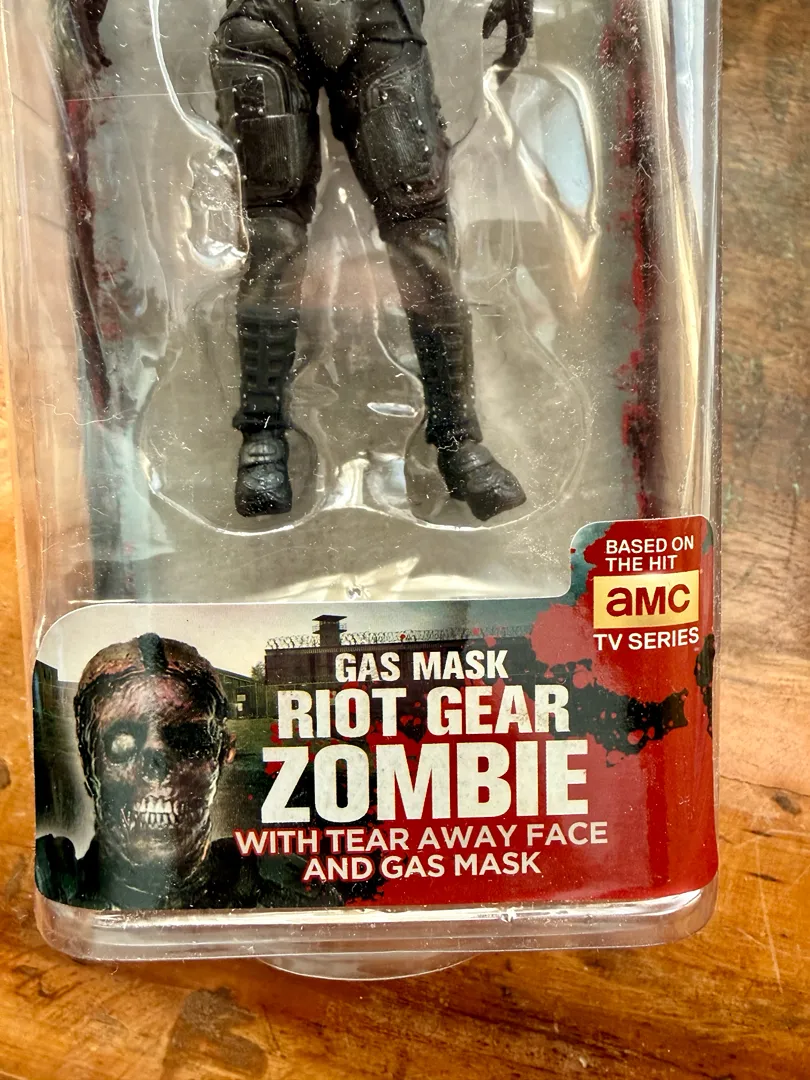 BASED ON
THE HIT
aMC
TV SERIES
GAS MASK
RIOT GEAR
ZOMBIE
WITH TEAR AWAY FACE
AND GAS MASK